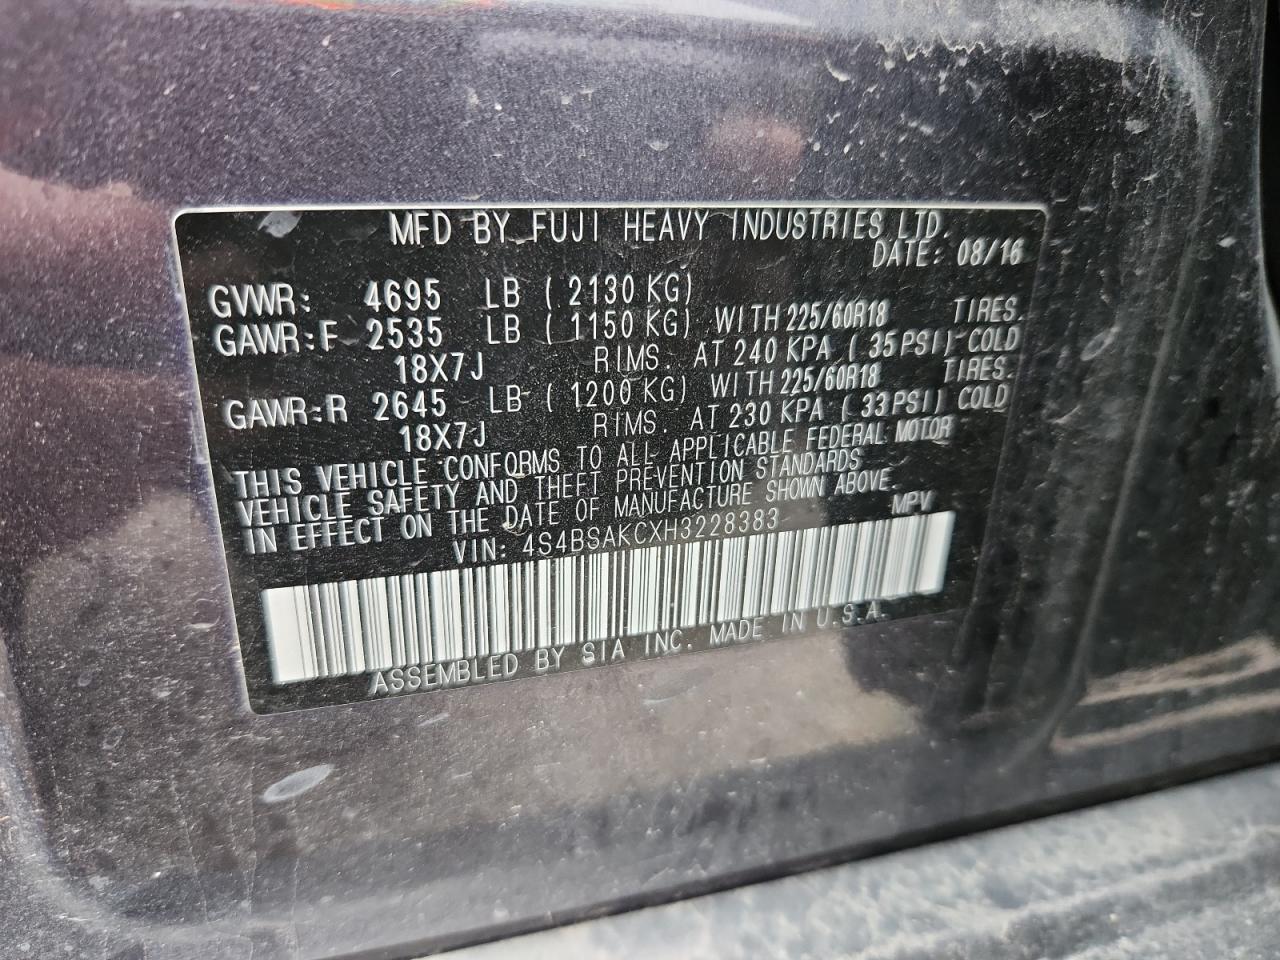 MFD BY FUJI HEAVY INDUSTRIES LTD.
DATE: 08/16
GVWR: 4695 LB ( 2130 KG)
GAWR:F 2535 LB ( 1150 KG) WITH 225/60R18 TIRES.
18X7J RIMS. AT 240 KPA ( 35 PSI) COLD
GAWR:R 2645 LB ( 1200 KG) WITH 225/60R18 TIRES.
18X7J RIMS. AT 230 KPA ( 33 PSI) COLD
THIS VEHICLE CONFORMS TO ALL APPLICABLE FEDERAL MOTOR
VEHICLE SAFETY AND THEFT PREVENTION STANDARDS
IN EFFECT ON THE DATE OF MANUFACTURE SHOWN ABOVE.
VIN: 4S4BSAKCXH3228383 MPV
ASSEMBLED BY SIA INC. MADE IN U.S.A.